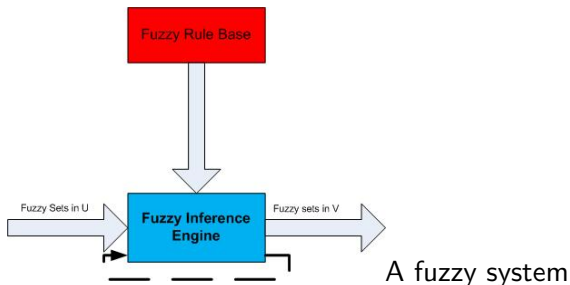 Fuzzy Rule Base
Fuzzy Sets in U
Fuzzy Inference
Engine
Fuzzy sets in V
A fuzzy system